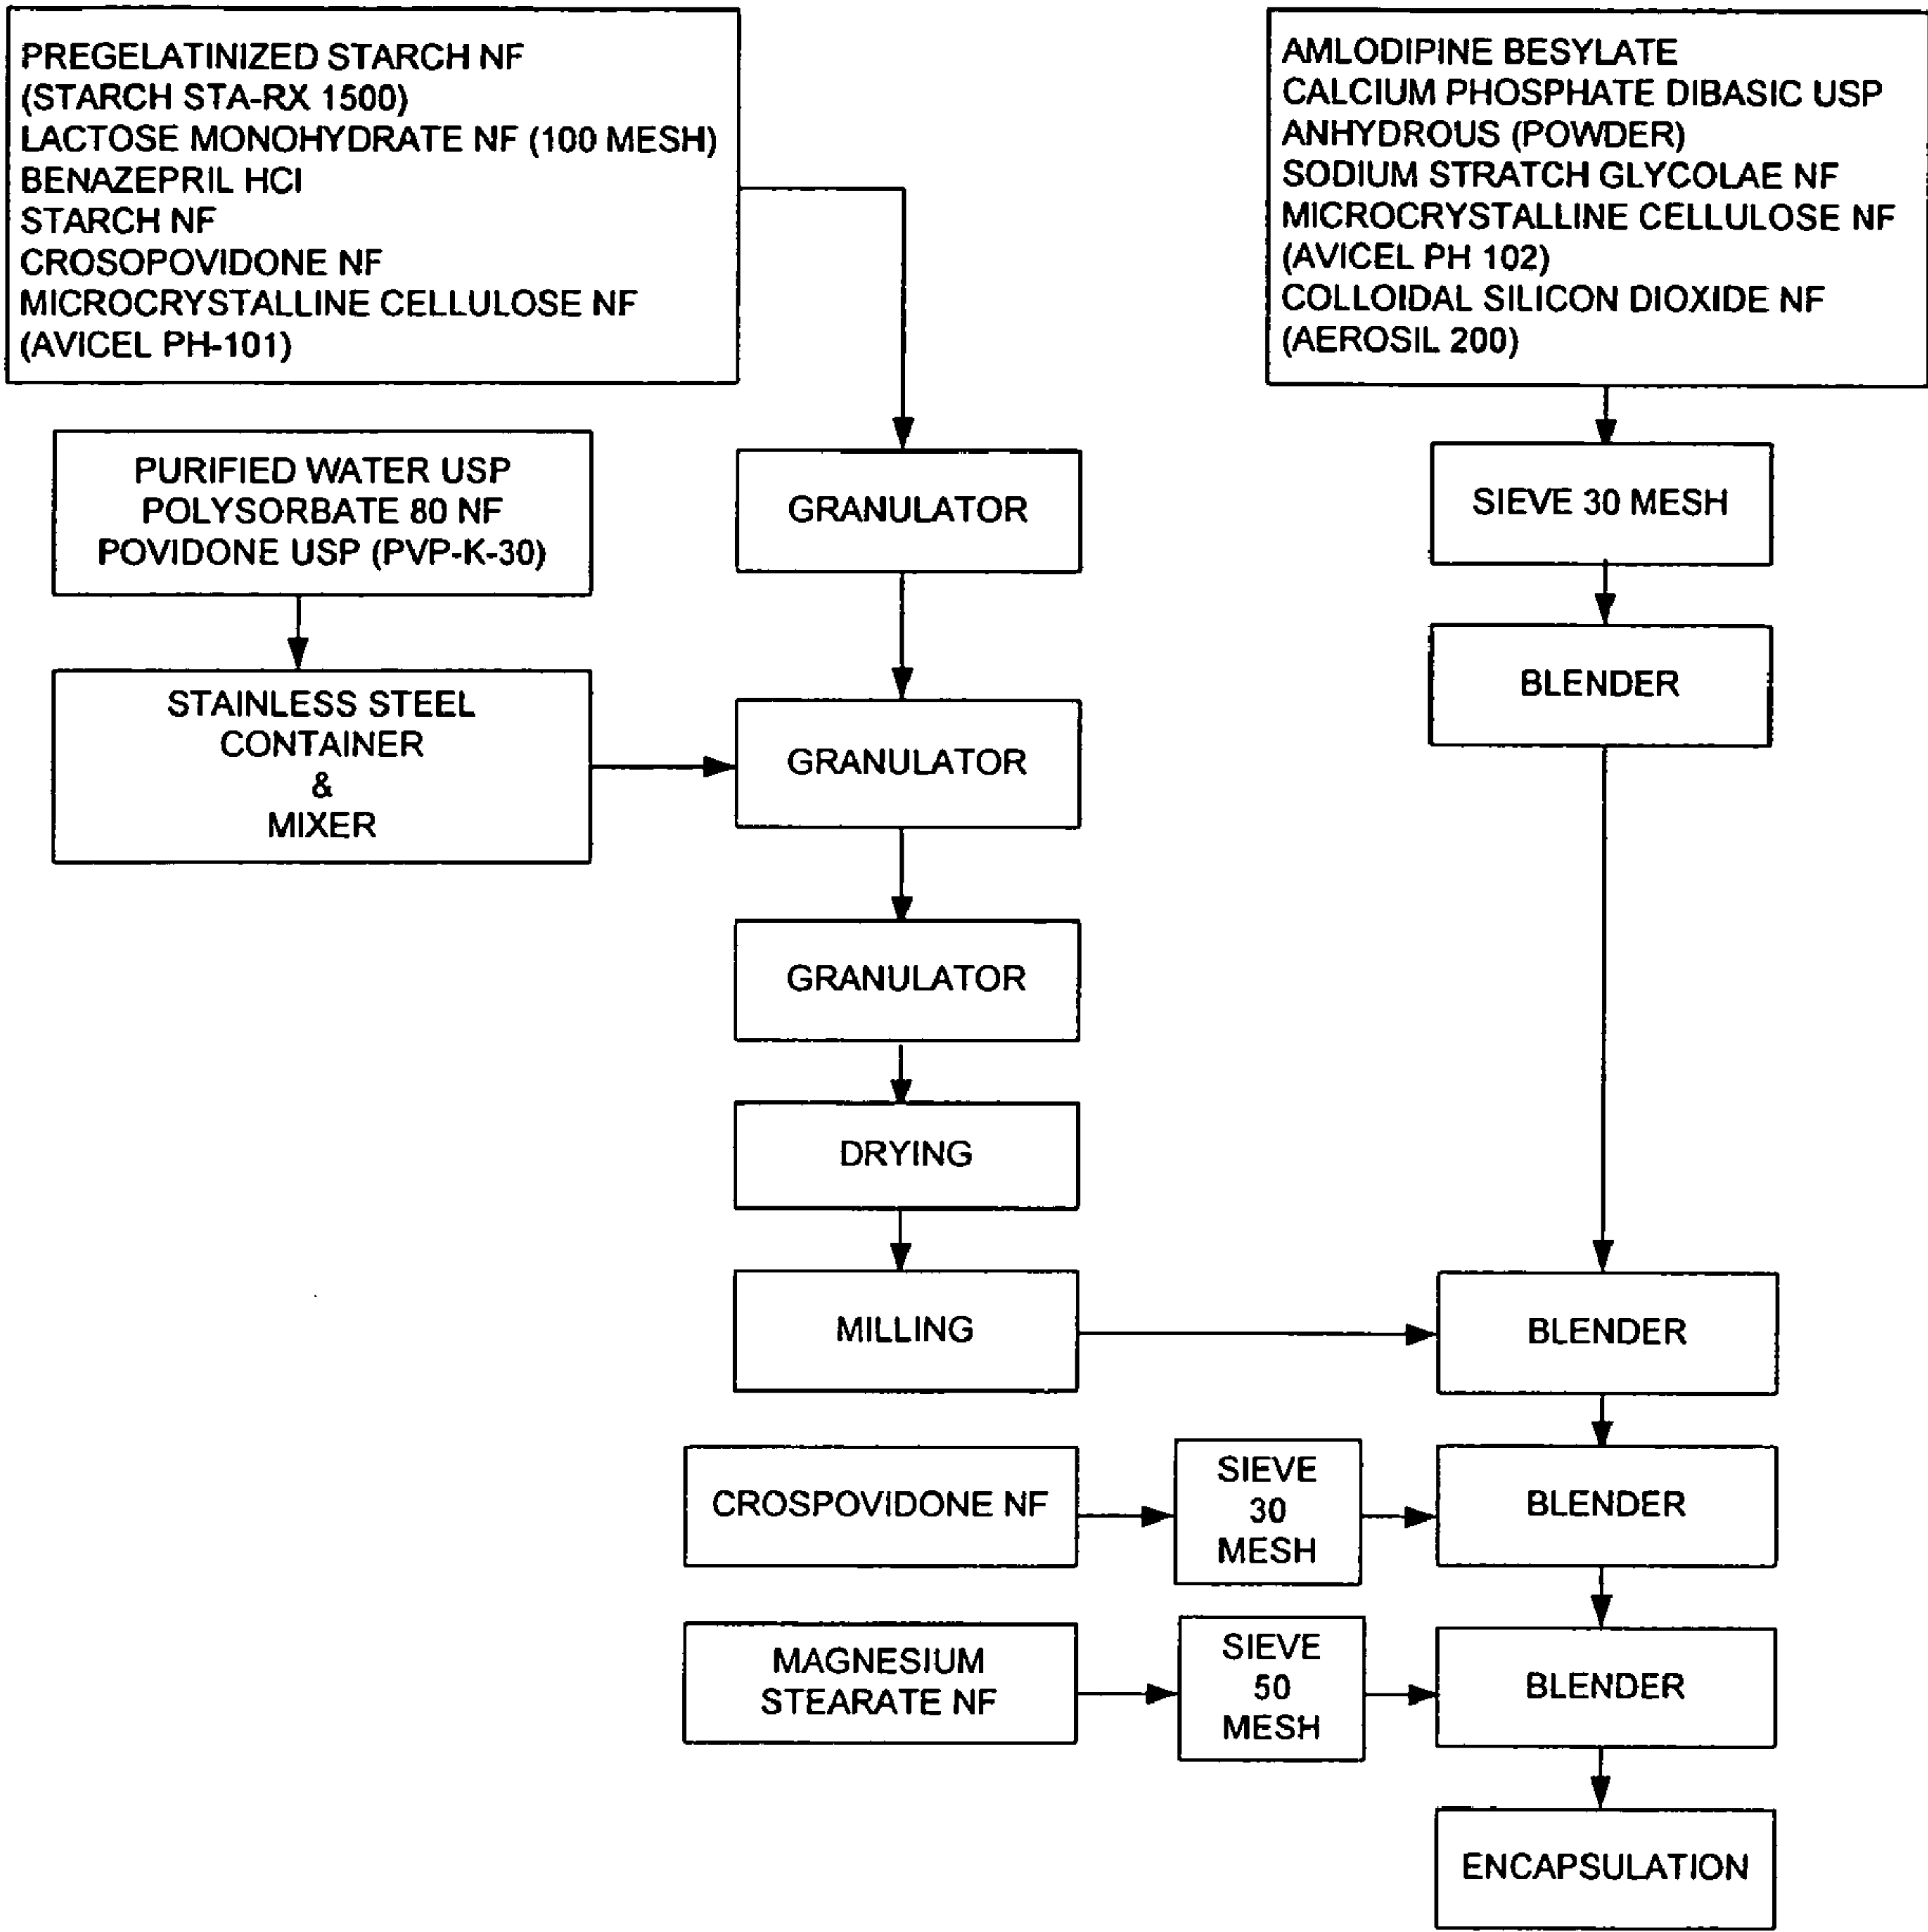 PREGELATINIZED STARCH NF
(STARCH STA-RX 1500)
LACTOSE MONOHYDRATE NF (100 MESH)
BENAZEPRIL HCl
STARCH NF
CROSOPOVIDONE NF
MICROCRYSTALLINE CELLULOSE NF
(AVICEL PH-101)
AMLODIPINE BESYLATE
CALCIUM PHOSPHATE DIBASIC USP
ANHYDROUS (POWDER)
SODIUM STRATCH GLYCOLAE NF
MICROCRYSTALLINE CELLULOSE NF
(AVICEL PH 102)
COLLOIDAL SILICON DIOXIDE NF
(AEROSIL 200)
PURIFIED WATER USP
POLYSORBATE 80 NF
POVIDONE USP (PVP-K-30)
GRANULATOR
SIEVE 30 MESH
BLENDER
STAINLESS STEEL
CONTAINER
&
MIXER
GRANULATOR
GRANULATOR
DRYING
MILLING
BLENDER
CROSPOVIDONE NF
SIEVE
30
MESH
BLENDER
MAGNESIUM
STEARATE NF
SIEVE
50
MESH
BLENDER
ENCAPSULATION